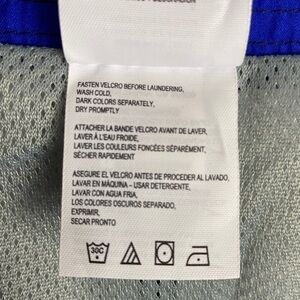 FASTEN VELCRO BEFORE LAUNDERING,
WASH COLD,
DARK COLORS SEPARATELY,
DRY PROMPTLY
ATTACHER LA BANDE VELCRO AVANT DE LAVER,
LAVER À L'EAU FROIDE,
LAVER LES COULEURS FONCÉES SÉPARÉMENT,
SÉCHER RAPIDEMENT
ASEGURE EL VELCRO ANTES DE PROCEDER AL LAVADO,
LAVAR EN MÁQUINA - USAR DETERGENTE,
LAVAR CON AGUA FRIA,
LOS COLORES OSCUROS SEPARADO,
EXPRIMIR,
SECAR PRONTO
30C